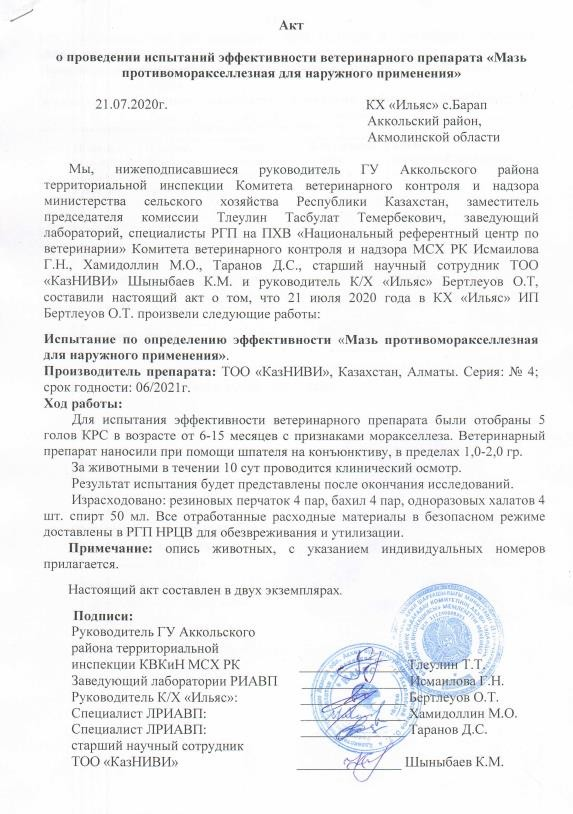 Акт
о проведении испытаний эффективности ветеринарного препарата «Мазь
противоморакселлезная для наружного применения»
21.07.2020г. КХ «Ильяс» с.Барап
Аккольский район,
Акмолинской области
Мы, нижеподписавшиеся руководитель ГУ Аккольского района
территориальной инспекции Комитета ветеринарного контроля и надзора
министерства сельского хозяйства Республики Казахстан, заместитель
председателя комиссии Тлеулин Тасбулат Темербекович, заведующий
лабораторий, специалисты РГП на ПХВ «Национальный референтный центр по
ветеринарии» Комитета ветеринарного контроля и надзора МСХ РК Исмаилова
Г.Н., Хамидоллин М.О., Таранов Д.С., старший научный сотрудник ТОО
«КазНИВИ» Шыныбаев К.М. и руководитель К/Х «Ильяс» Бертлеуов О.Т,
составили настоящий акт о том, что 21 июля 2020 года в КХ «Ильяс» ИП
Бертлеуов О.Т. произвели следующие работы:
Испытание по определению эффективности «Мазь противоморакселлезная
для наружного применения».
Производитель препарата: ТОО «КазНИВИ», Казахстан, Алматы. Серия: № 4;
срок годности: 06/2021г.
Ход работы:
Для испытания эффективности ветеринарного препарата были отобраны 5
голов КРС в возрасте от 6-15 месяцев с признаками моракселлеза. Ветеринарный
препарат наносили при помощи шпателя на конъюнктиву, в пределах 1,0-2,0 гр.
За животными в течении 10 сут проводится клинический осмотр.
Результат испытания будет представлены после окончания исследований.
Израсходовано: резиновых перчаток 4 пар, бахил 4 пар, одноразовых халатов 4
шт. спирт 50 мл. Все отработанные расходные материалы в безопасном режиме
доставлены в РГП НРЦВ для обезвреживания и утилизации.
Примечание: опись животных, с указанием индивидуальных номеров
прилагается.
Настоящий акт составлен в двух экземплярах.
Подписи:
Руководитель ГУ Аккольского
района территориальной
инспекции КВКиН МСХ РК Тлеулин Т.Т.
Заведующий лаборатории РИАВП Исмаилова Г.Н.
Руководитель К/Х «Ильяс»: Бертлеуов О.Т.
Специалист ЛРИАВП: Хамидоллин М.О.
Специалист ЛРИАВП: Таранов Д.С.
старший научный сотрудник
ТОО «КазНИВИ» Шыныбаев К.М.